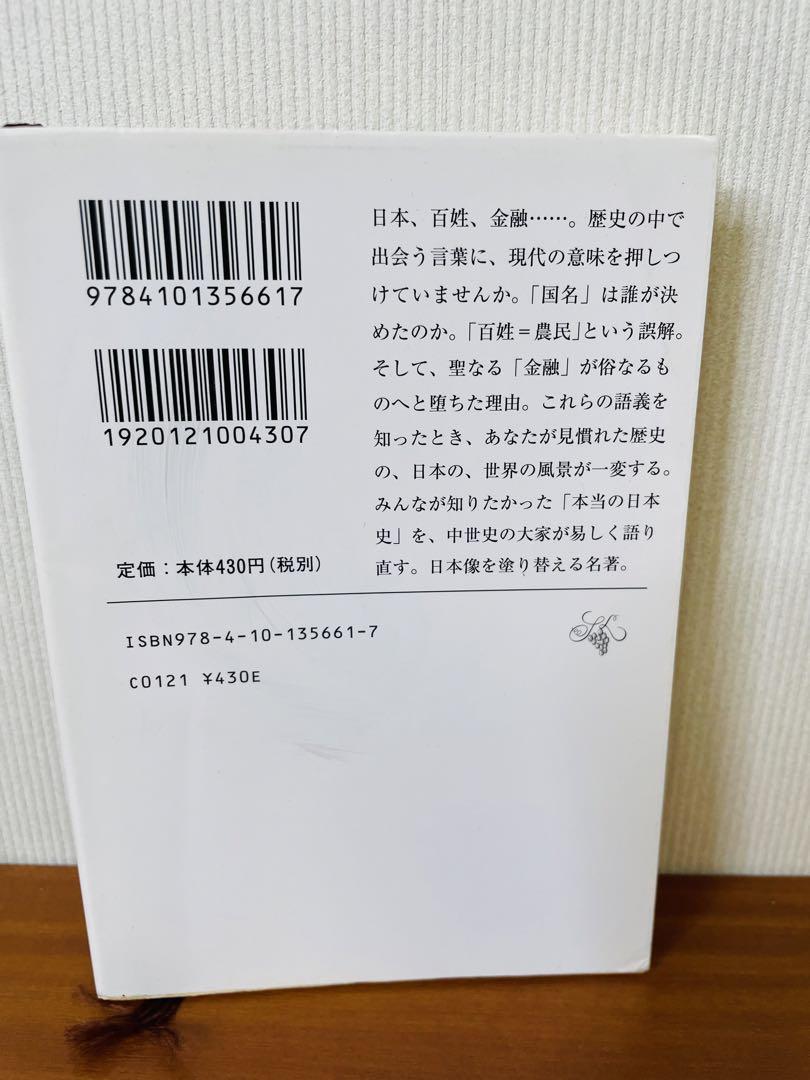 9784101356617
1920121004307
定価：本体430円（税別）
日本、百姓、金融……。歴史の中で
出会う言葉に、現代の意味を押しつ
けていませんか。「国名」は誰が決
めたのか。「百姓＝農民」という誤解。
そして、聖なる「金融」が俗なるも
のへと堕ちた理由。これらの語義を
知ったとき、あなたが見慣れた歴史
の、日本の、世界の風景が一変する。
みんなが知りたかった「本当の日本
史」を、中世史の大家が易しく語り
直す。日本像を塗り替える名著。
ISBN978-4-10-135661-7
C0121 ¥430E
SK